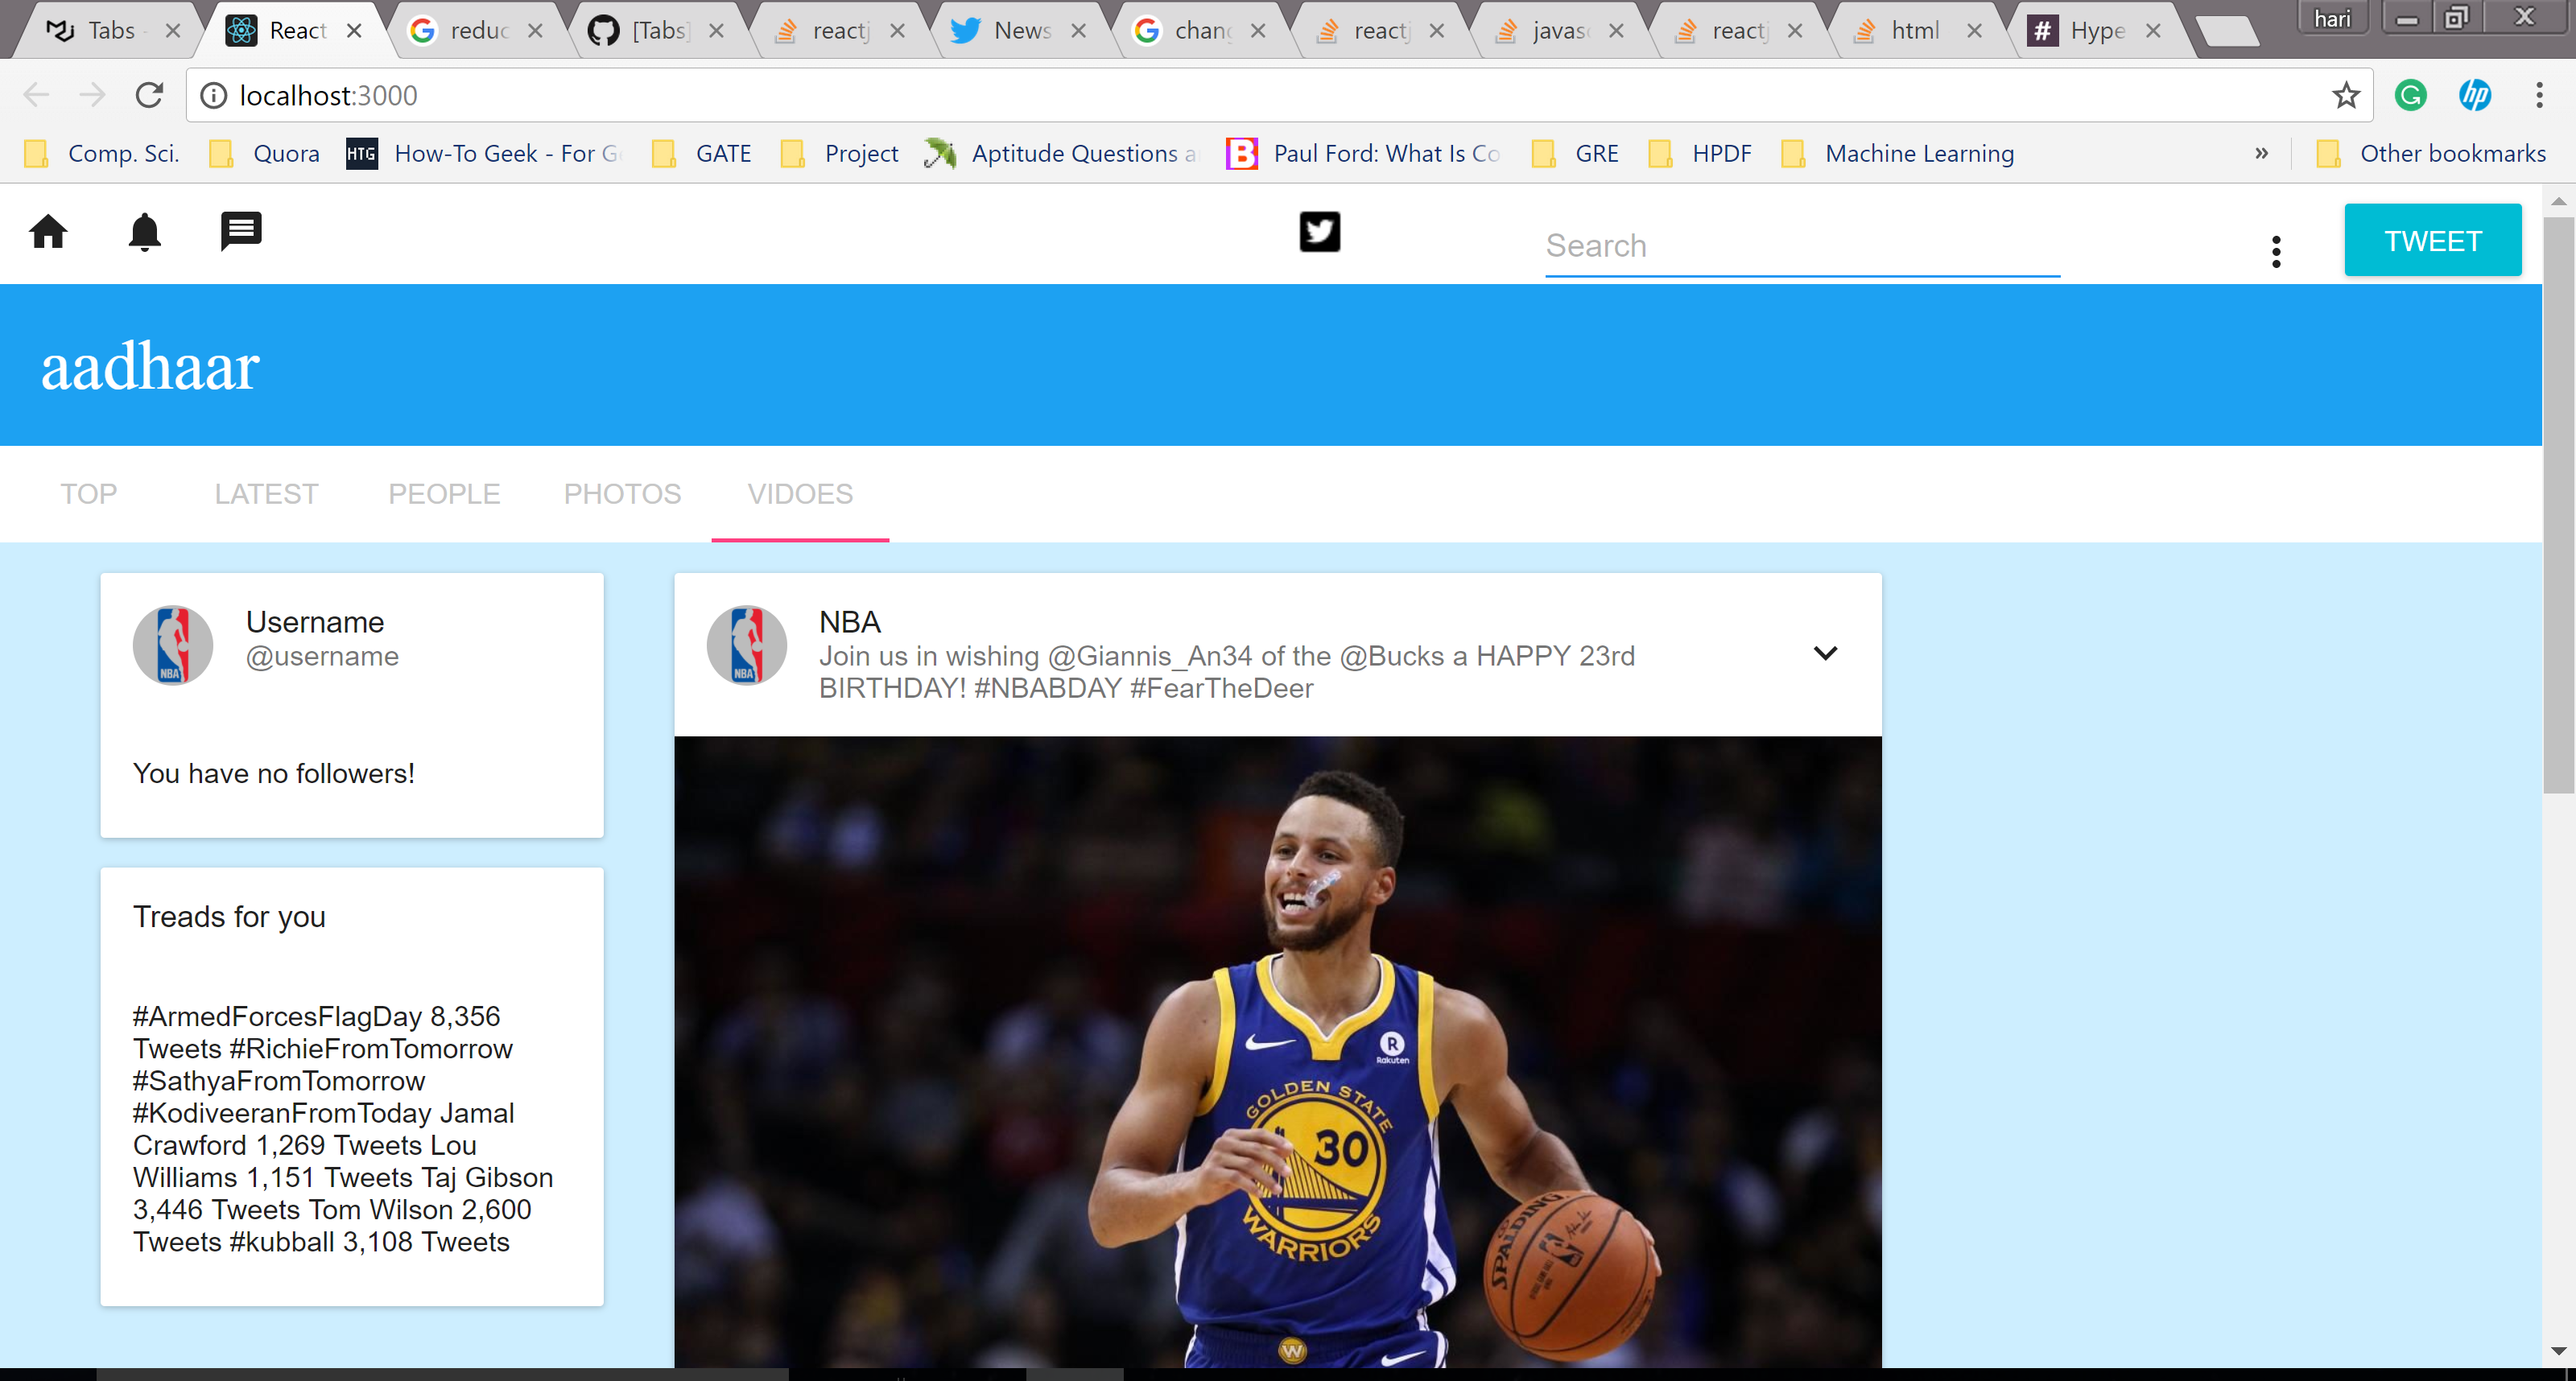 Tabs
React
reduc
[Tabs]
reactj
News
chang
reactj
javasc
reactj
html
# Hype
hari
localhost:3000
Comp. Sci.
Quora
HTG
How-To Geek - For G
GATE
Project
Aptitude Questions a
B
Paul Ford: What Is Co
GRE
HPDF
Machine Learning
»
Other bookmarks
Search
TWEET
aadhaar
TOP
LATEST
PEOPLE
PHOTOS
VIDOES
Username
@username
You have no followers!
Treads for you
#ArmedForcesFlagDay 8,356
Tweets #RichieFromTomorrow
#SathyaFromTomorrow
#KodiveeranFromToday Jamal
Crawford 1,269 Tweets Lou
Williams 1,151 Tweets Taj Gibson
3,446 Tweets Tom Wilson 2,600
Tweets #kubball 3,108 Tweets
NBA
Join us in wishing @Giannis_An34 of the @Bucks a HAPPY 23rd
BIRTHDAY! #NBABDAY #FearTheDeer
R
Rakuten
GOLDEN STATE
30
WARRIORS
SPALDING
W